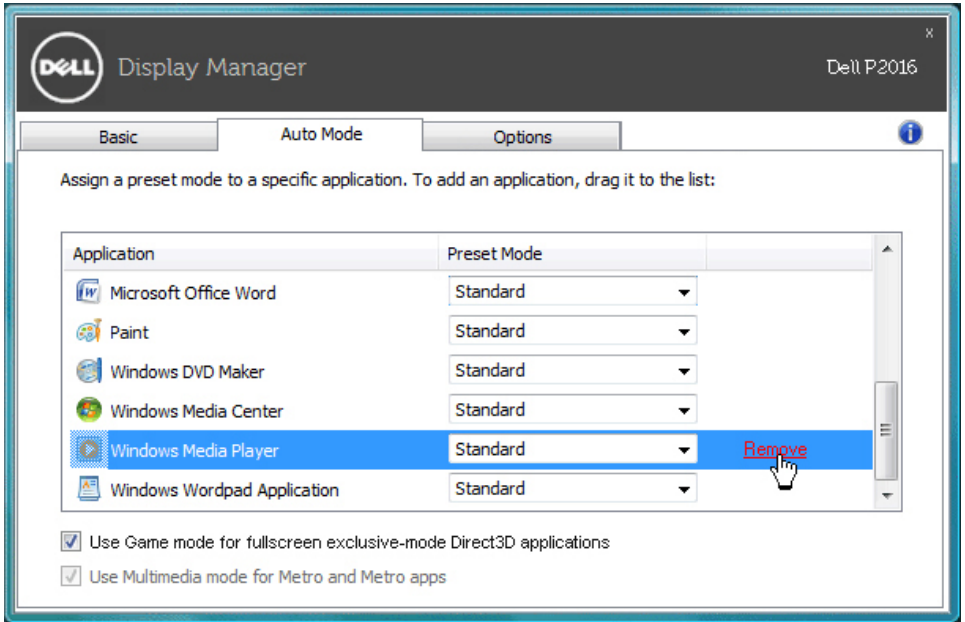 x
DELL Display Manager Dell P2016
Basic Auto Mode Options
Assign a preset mode to a specific application. To add an application, drag it to the list:
Application Preset Mode
Microsoft Office Word Standard
Paint Standard
Windows DVD Maker Standard
Windows Media Center Standard
Windows Media Player Standard Remove
Windows Wordpad Application Standard
Use Game mode for fullscreen exclusive-mode Direct3D applications
Use Multimedia mode for Metro and Metro apps